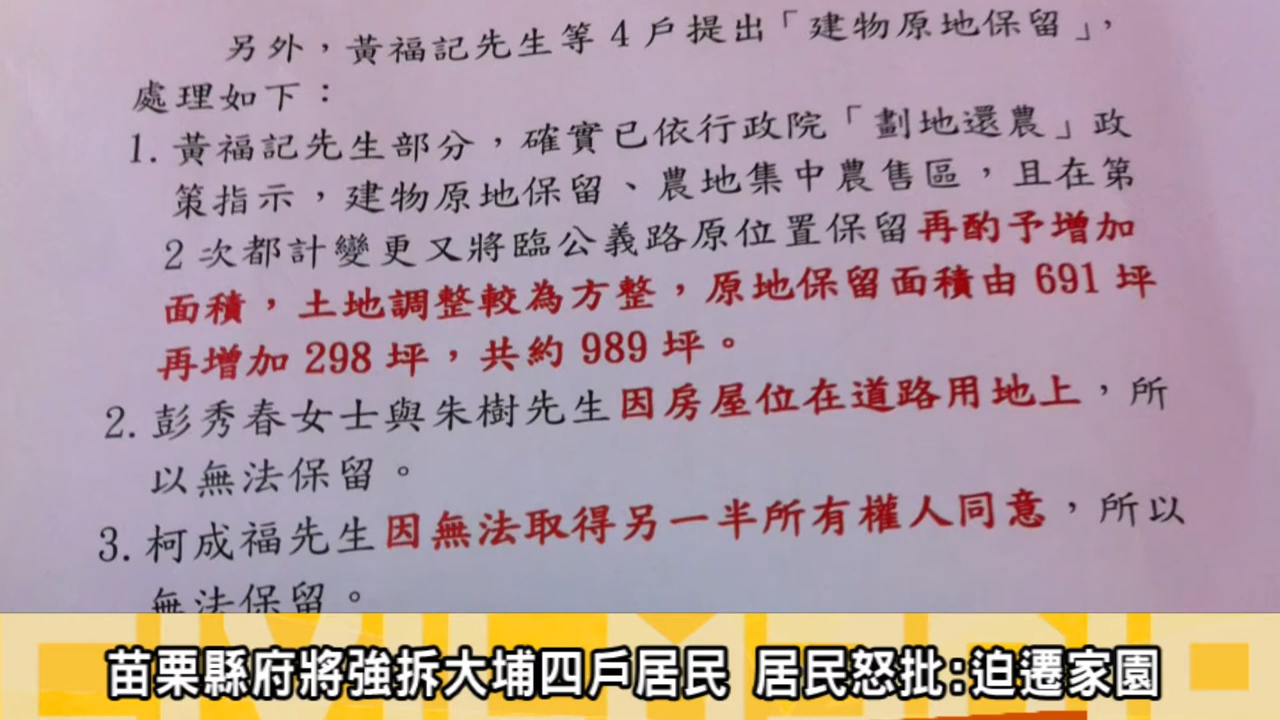 另外，黃福記先生等 4 戶提出「建物原地保留」，
處理如下：
1. 黃福記先生部分，確實已依行政院「劃地還農」政
策指示，建物原地保留、農地集中農售區，且在第
2 次都計變更又將臨公義路原位置保留再酌予增加
面積，土地調整較為方整，原地保留面積由 691 坪
再增加 298 坪，共約 989 坪。
2. 彭秀春女士與朱樹先生因房屋位在道路用地上，所
以無法保留。
3. 柯成福先生因無法取得另一半所有權人同意，所以
無法保留。
苗栗縣府將強拆大埔四戶居民 居民怒批:迫遷家園